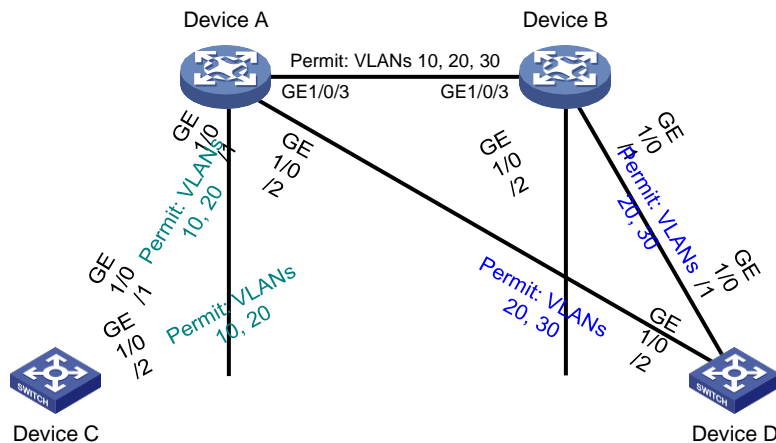 Device A
Device B
Permit: VLANs 10, 20, 30
GE1/0/3
GE1/0/3
GE
1/0
/1
GE
1/0
/2
GE
1/0
/2
GE
1/0
/1
Permit: VLANs
10, 20
Permit: VLANs
20, 30
GE
1/0
/1
GE
1/0
/1
Permit: VLANs
10, 20
Permit: VLANs
20, 30
GE
1/0
/2
GE
1/0
/2
SWITCH
SWITCH
Device C
Device D